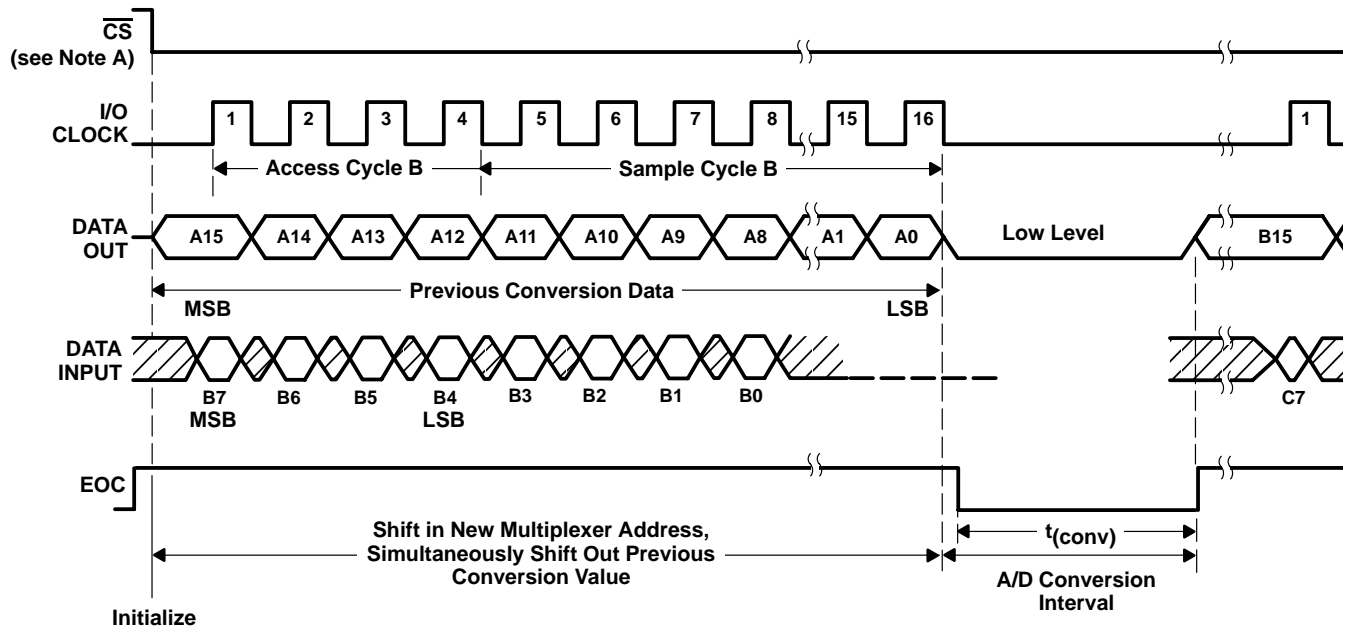 CS
(see Note A)
I/O
CLOCK
1 2 3 4 5 6 7 8 15 16 1
Access Cycle B Sample Cycle B
DATA
OUT
A15 A14 A13 A12 A11 A10 A9 A8 A1 A0 Low Level B15
Previous Conversion Data
MSB LSB
DATA
INPUT
B7 B6 B5 B4 B3 B2 B1 B0 C7
MSB LSB
EOC
Shift in New Multiplexer Address,
Simultaneously Shift Out Previous
Conversion Value
t(conv)
A/D Conversion
Interval
Initialize